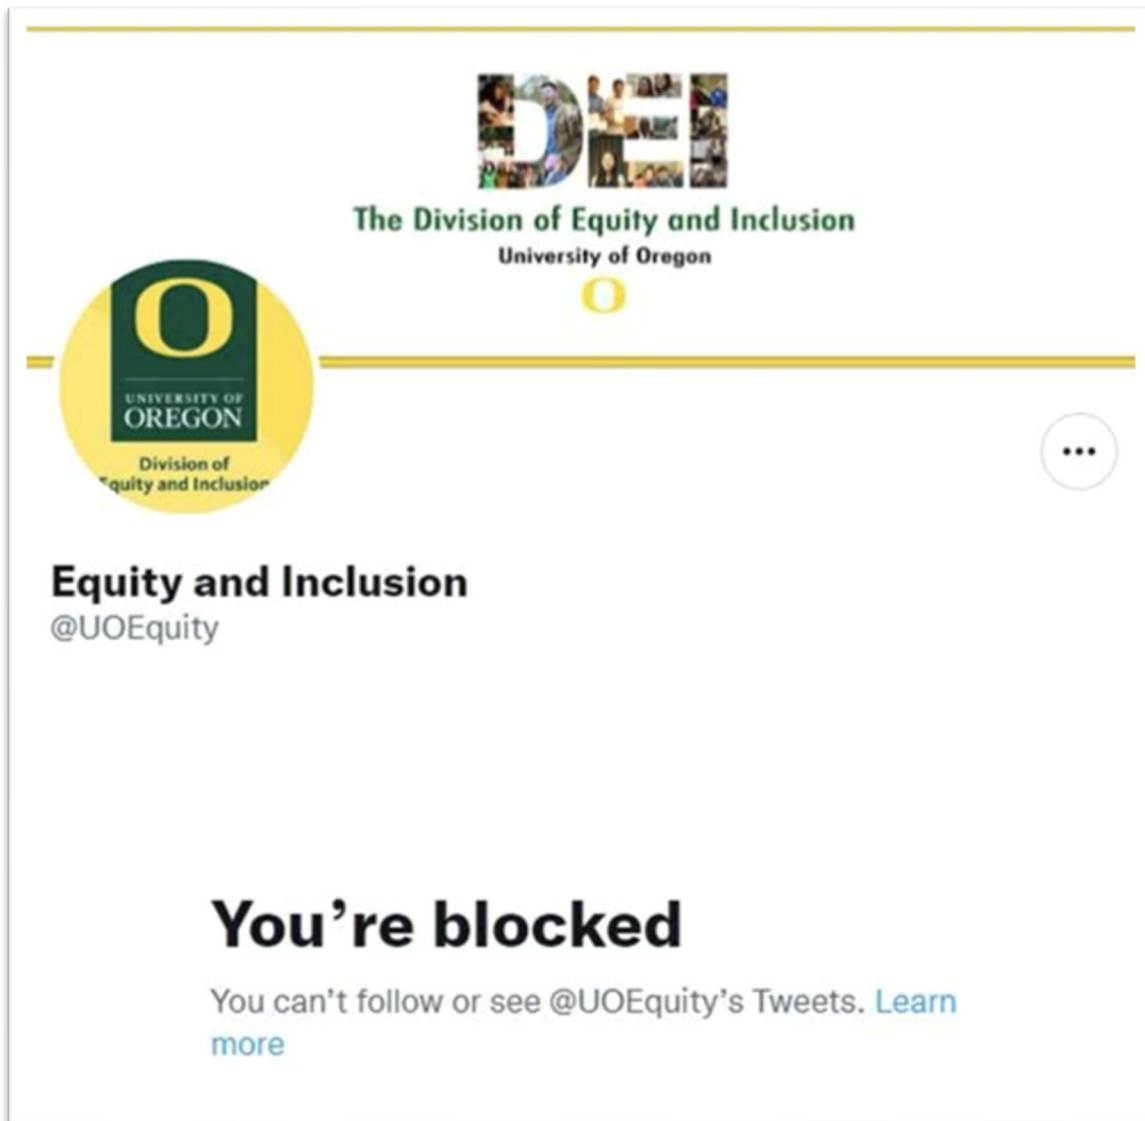 DEI
The Division of Equity and Inclusion
University of Oregon
O
O
UNIVERSITY OF
OREGON
Division of
Equity and Inclusion
Equity and Inclusion
@UOEquity
You’re blocked
You can’t follow or see @UOEquity’s Tweets. Learn
more